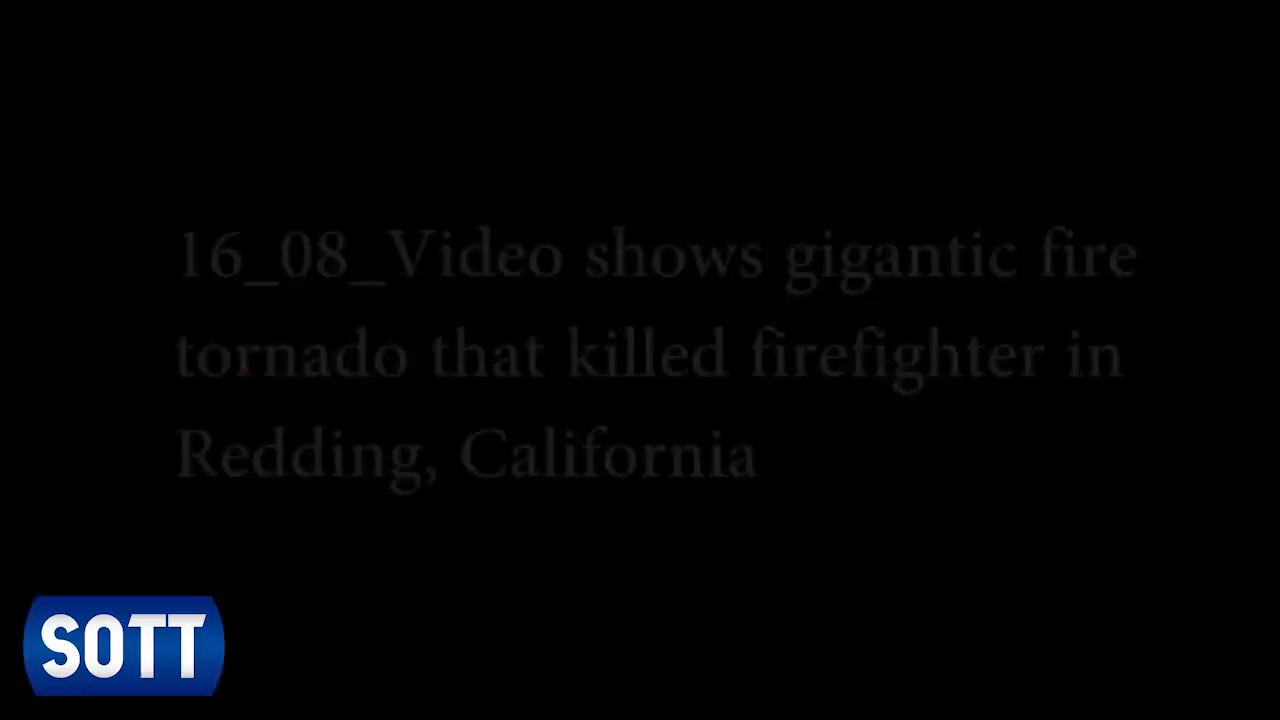 16_08_Video shows gigantic fire
tornado that killed firefighter in
Redding, California
SOTT